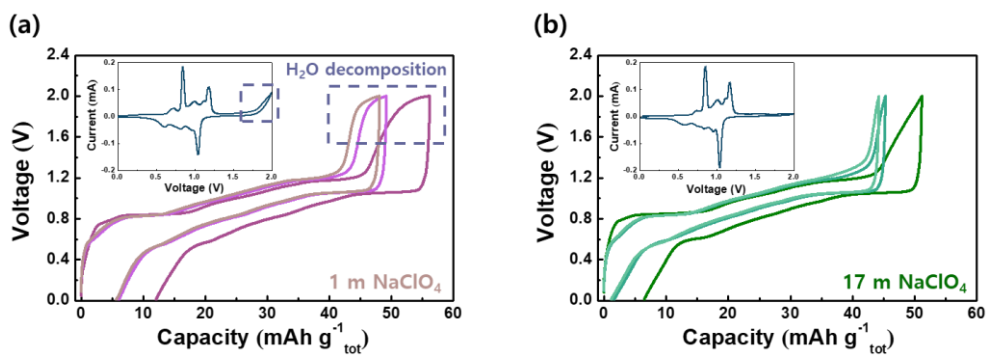 (a)
2.4
2.0
1.6
1.2
0.8
0.4
0.0
Voltage (V)
0 10 20 30 40 50 60
Capacity (mAh g⁻¹tot)
0.2
0.1
0.0
-0.1
-0.2
Current (mA)
0.0 0.5 1.0 1.5 2.0
Voltage (V)
H₂O decomposition
1 m NaClO₄
(b)
2.4
2.0
1.6
1.2
0.8
0.4
0.0
Voltage (V)
0 10 20 30 40 50 60
Capacity (mAh g⁻¹tot)
0.2
0.1
0.0
-0.1
-0.2
Current (mA)
0.0 0.5 1.0 1.5 2.0
Voltage (V)
17 m NaClO₄